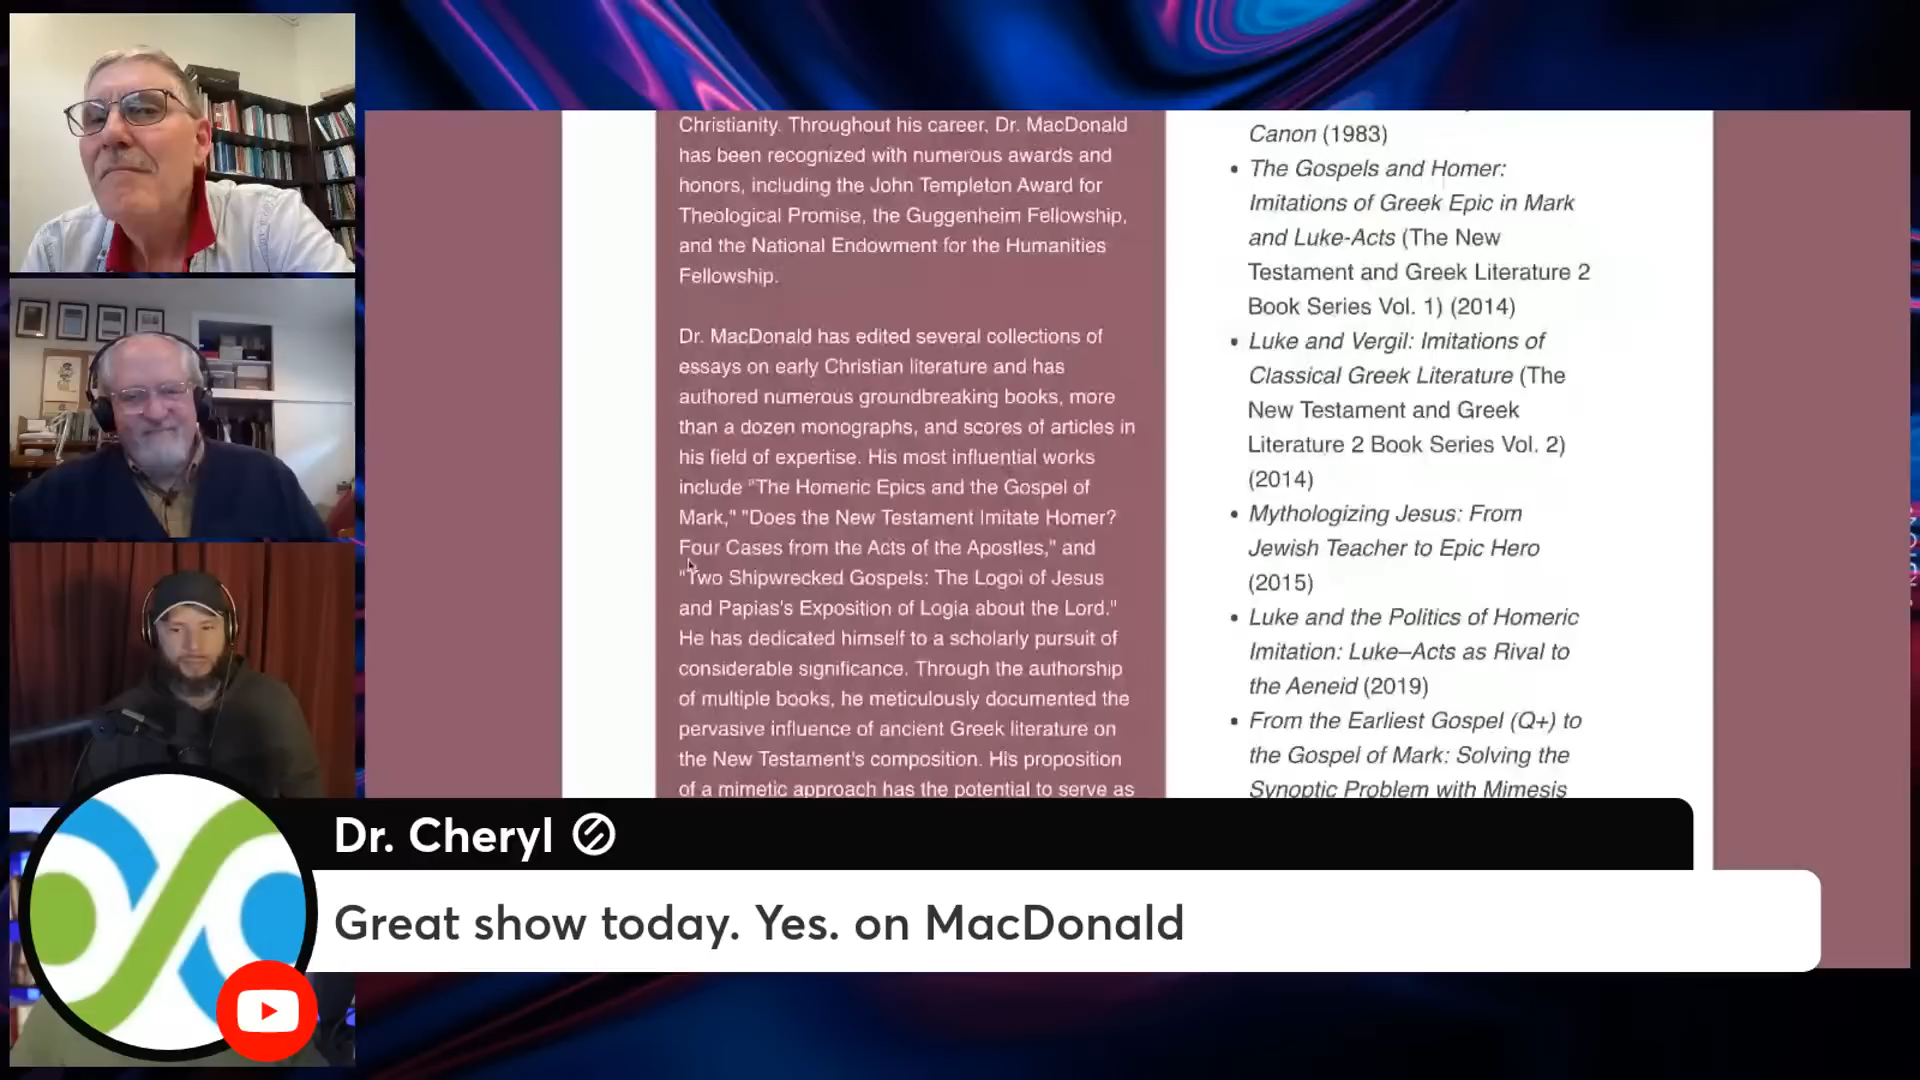 Christianity. Throughout his career, Dr. MacDonald
has been recognized with numerous awards and
honors, including the John Templeton Award for
Theological Promise, the Guggenheim Fellowship,
and the National Endowment for the Humanities
Fellowship.
Dr. MacDonald has edited several collections of
essays on early Christian literature and has
authored numerous groundbreaking books, more
than a dozen monographs, and scores of articles in
his field of expertise. His most influential works
include "The Homeric Epics and the Gospel of
Mark," "Does the New Testament Imitate Homer?
Four Cases from the Acts of the Apostles," and
"Two Shipwrecked Gospels: The Logoi of Jesus
and Papias's Exposition of Logia about the Lord."
He has dedicated himself to a scholarly pursuit of
considerable significance. Through the authorship
of multiple books, he meticulously documented the
pervasive influence of ancient Greek literature on
the New Testament's composition. His proposition
of a mimetic approach has the potential to serve as
Canon (1983)
• The Gospels and Homer:
Imitations of Greek Epic in Mark
and Luke-Acts (The New
Testament and Greek Literature 2
Book Series Vol. 1) (2014)
• Luke and Vergil: Imitations of
Classical Greek Literature (The
New Testament and Greek
Literature 2 Book Series Vol. 2)
(2014)
• Mythologizing Jesus: From
Jewish Teacher to Epic Hero
(2015)
• Luke and the Politics of Homeric
Imitation: Luke–Acts as Rival to
the Aeneid (2019)
• From the Earliest Gospel (Q+) to
the Gospel of Mark: Solving the
Synoptic Problem with Mimesis
Dr. Cheryl
Great show today. Yes. on MacDonald